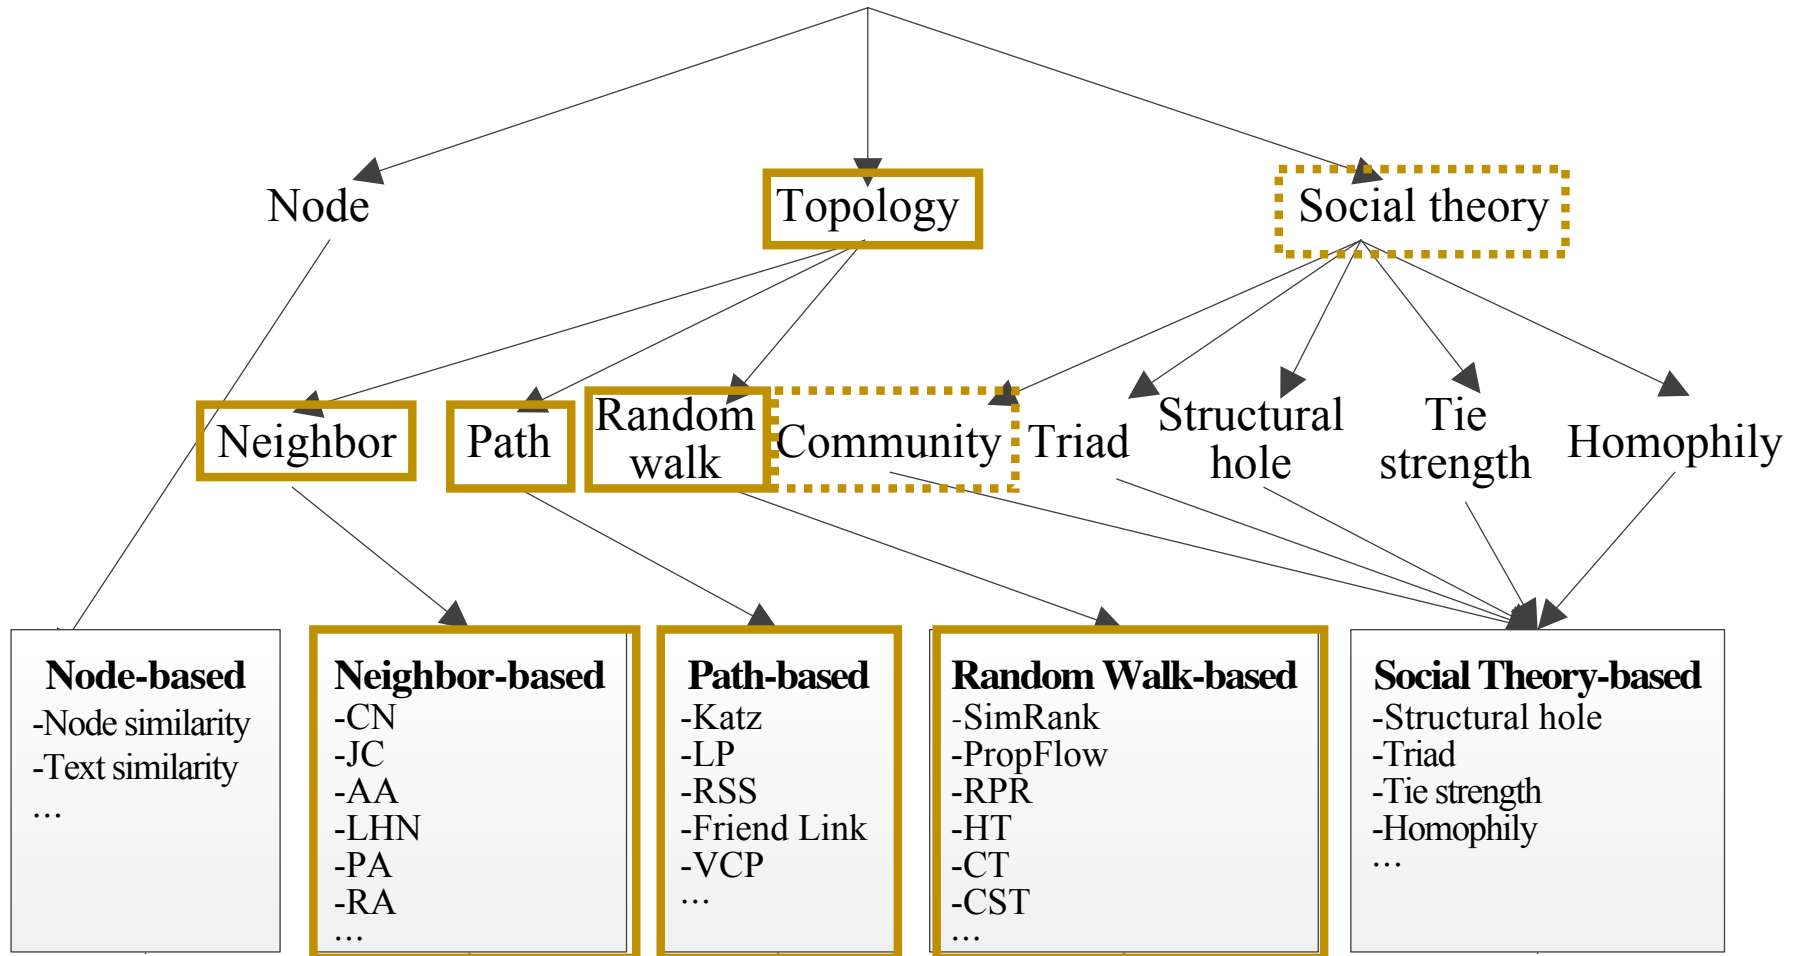 Node
Topology
Social theory
Neighbor
Path
Random
walk
Community
Triad
Structural
hole
Tie
strength
Homophily
Node-based
-Node similarity
-Text similarity
...
Neighbor-based
-CN
-JC
-AA
-LHN
-PA
-RA
...
Path-based
-Katz
-LP
-RSS
-Friend Link
-VCP
...
Random Walk-based
-SimRank
-PropFlow
-RPR
-HT
-CT
-CST
...
Social Theory-based
-Structural hole
-Triad
-Tie strength
-Homophily
...